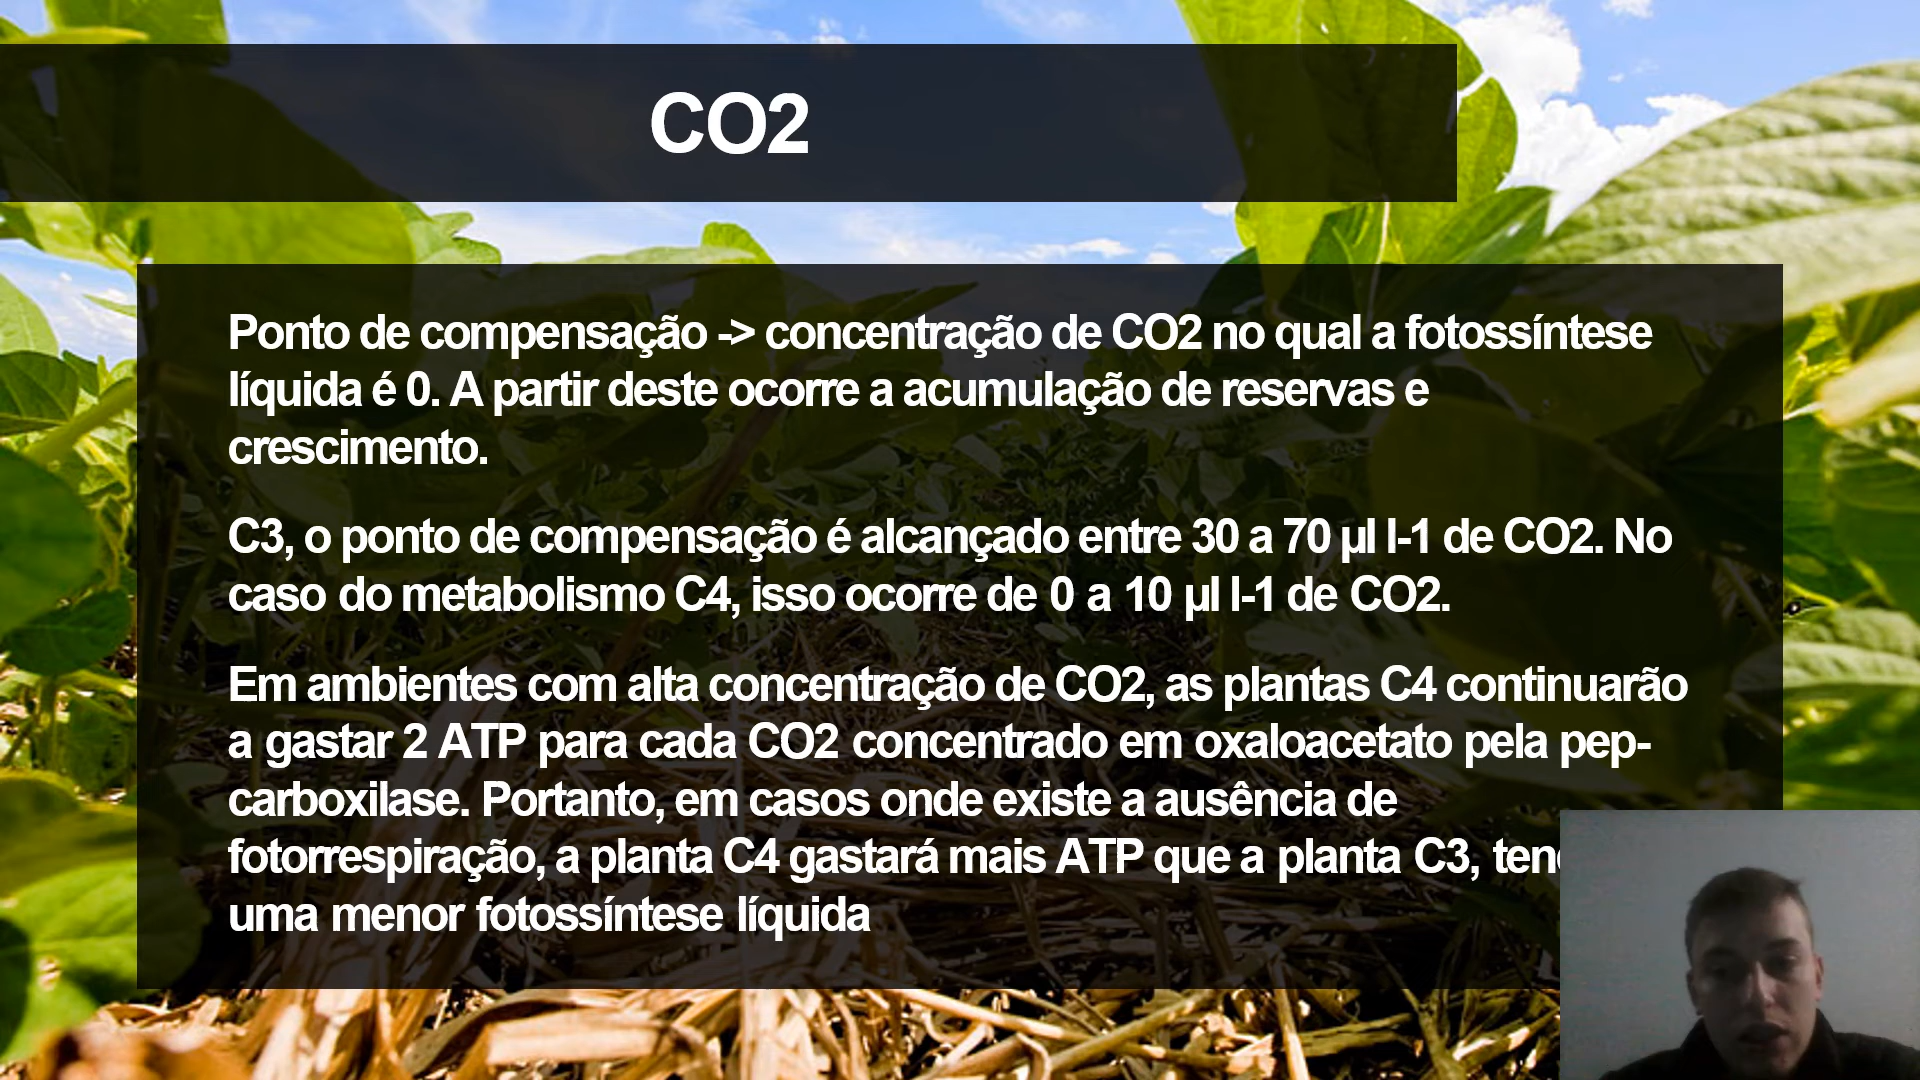 CO2
Ponto de compensação -> concentração de CO2 no qual a fotossíntese
líquida é 0. A partir deste ocorre a acumulação de reservas e
crescimento.
C3, o ponto de compensação é alcançado entre 30 a 70 µl l-1 de CO2. No
caso do metabolismo C4, isso ocorre de 0 a 10 µl l-1 de CO2.
Em ambientes com alta concentração de CO2, as plantas C4 continuarão
a gastar 2 ATP para cada CO2 concentrado em oxaloacetato pela pep-
carboxilase. Portanto, em casos onde existe a ausência de
fotorrespiração, a planta C4 gastará mais ATP que a planta C3,
uma menor fotossíntese líquida